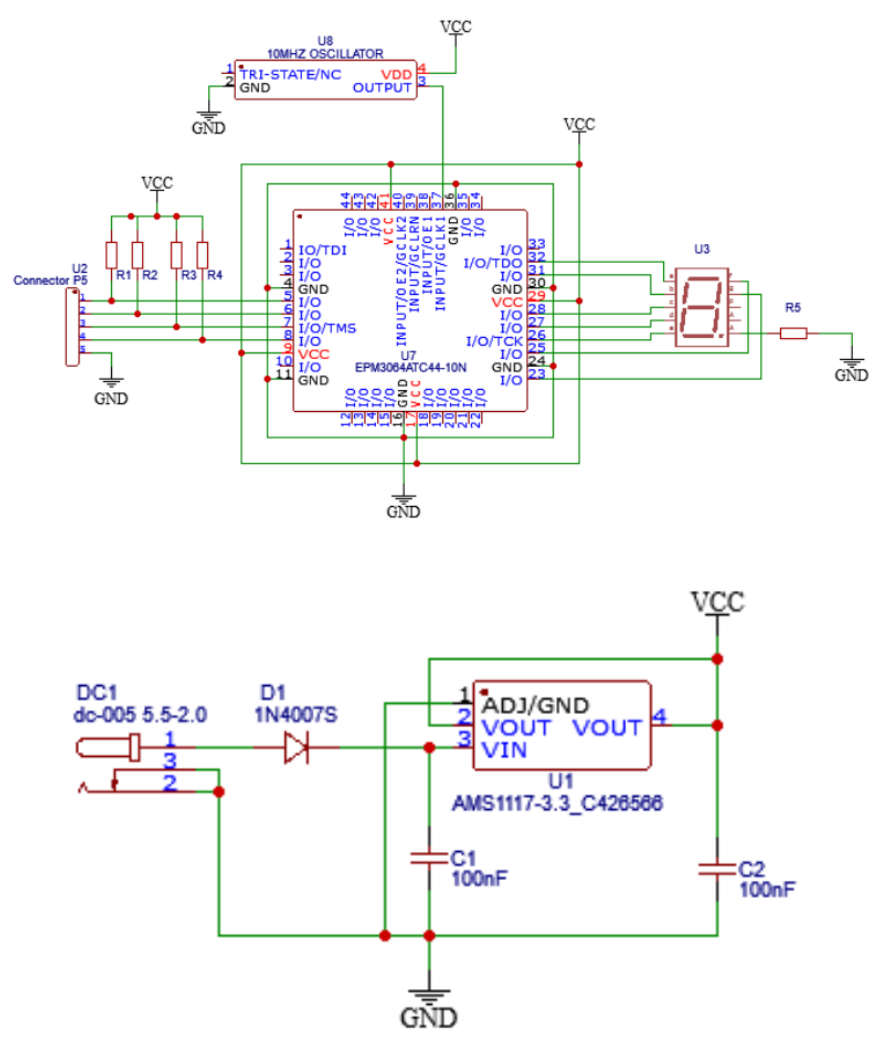 VCC
U8
10MHZ OSCILLATOR
1 TRI-STATE/NC VDD 4
2 GND OUTPUT 3
GND
VCC
VCC
R1 R2 R3 R4
U2
Connector P5
1
2
3
4
5
GND
44 43 42 41 40 39 38 37 36 35 34
I/O I/O I/O VCC INPUT/OE2/GCLK2 INPUT/GCLRN INPUT/OE1 INPUT/GCLK1 GND I/O I/O
1 IO/TDI
2 I/O
3 I/O
4 GND
5 I/O
6 I/O
7 I/O/TMS
8 I/O
9 VCC
10 I/O
11 GND
I/O 33
I/O/TDO 32
I/O 31
GND 30
VCC 29
I/O 28
I/O 27
I/O/TCK 26
I/O 25
GND 24
I/O 23
U7
EPM3064ATC44-10N
I/O I/O I/O I/O GND VCC I/O I/O I/O I/O I/O
12 13 14 15 16 17 18 19 20 21 22
GND
U3
R5
GND
VCC
DC1
dc-005 5.5-2.0
1
3
2
D1
1N4007S
1 ADJ/GND
2 VOUT VOUT 4
3 VIN
U1
AMS1117-3.3_C426566
C1
100nF
C2
100nF
GND